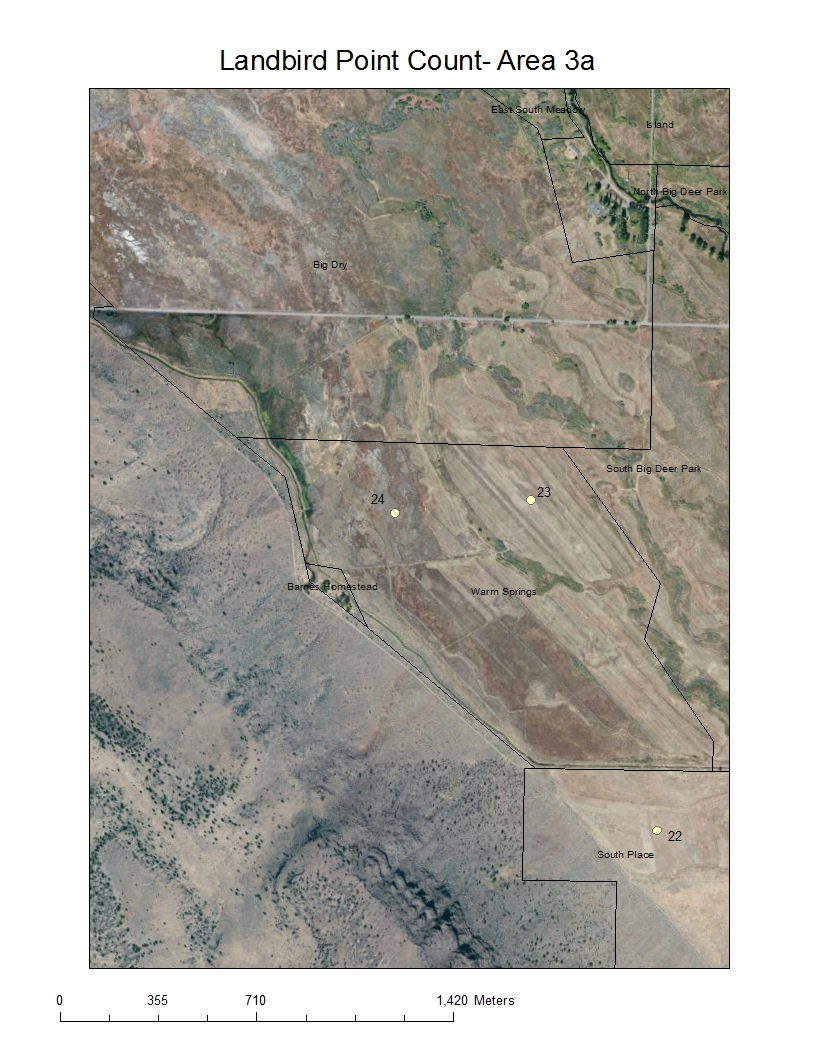 Landbird Point Count- Area 3a
East South Meadow
Island
North Big Deer Park
Big Dry
South Big Deer Park
24
23
Barnes Homestead
Warm Springs
22
South Place
0 355 710 1,420 Meters